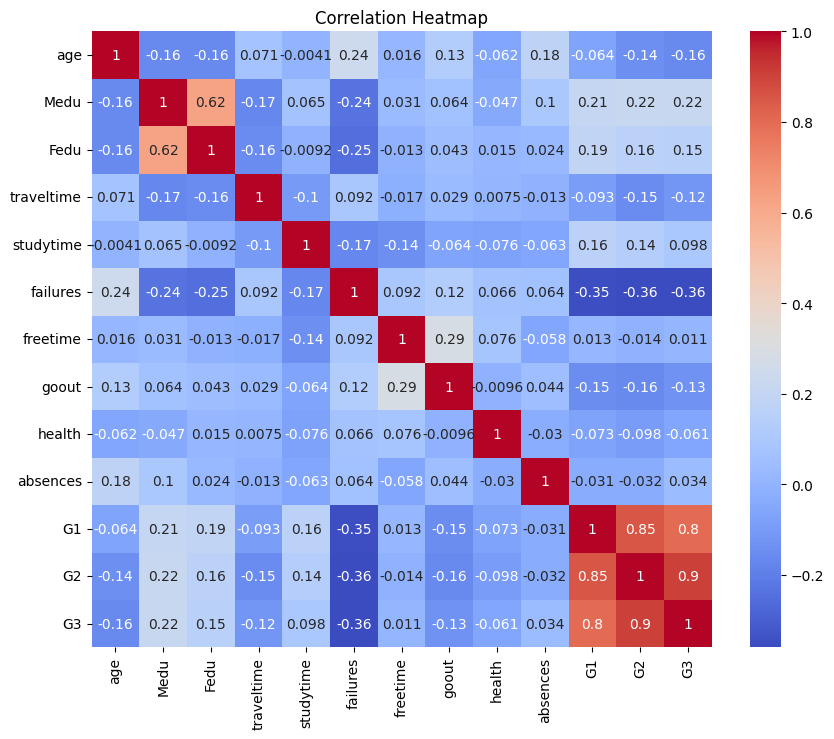 Correlation Heatmap
age 1 -0.16 -0.16 0.071 -0.0041 0.24 0.016 0.13 -0.062 0.18 -0.064 -0.14 -0.16
Medu -0.16 1 0.62 -0.17 0.065 -0.24 0.031 0.064 -0.047 0.1 0.21 0.22 0.22
Fedu -0.16 0.62 1 -0.16 -0.0092 -0.25 -0.013 0.043 0.015 0.024 0.19 0.16 0.15
traveltime 0.071 -0.17 -0.16 1 -0.1 0.092 -0.017 0.029 0.0075 -0.013 -0.093 -0.15 -0.12
studytime -0.0041 0.065 -0.0092 -0.1 1 -0.17 -0.14 -0.064 -0.076 -0.063 0.16 0.14 0.098
failures 0.24 -0.24 -0.25 0.092 -0.17 1 0.092 0.12 0.066 0.064 -0.35 -0.36 -0.36
freetime 0.016 0.031 -0.013 -0.017 -0.14 0.092 1 0.29 0.076 -0.058 0.013 -0.014 0.011
goout 0.13 0.064 0.043 0.029 -0.064 0.12 0.29 1 -0.0096 0.044 -0.15 -0.16 -0.13
health -0.062 -0.047 0.015 0.0075 -0.076 0.066 0.076 -0.0096 1 -0.03 -0.073 -0.098 -0.061
absences 0.18 0.1 0.024 -0.013 -0.063 0.064 -0.058 0.044 -0.03 1 -0.031 -0.032 0.034
G1 -0.064 0.21 0.19 -0.093 0.16 -0.35 0.013 -0.15 -0.073 -0.031 1 0.85 0.8
G2 -0.14 0.22 0.16 -0.15 0.14 -0.36 -0.014 -0.16 -0.098 -0.032 0.85 1 0.9
G3 -0.16 0.22 0.15 -0.12 0.098 -0.36 0.011 -0.13 -0.061 0.034 0.8 0.9 1
age Medu Fedu traveltime studytime failures freetime goout health absences G1 G2 G3
1.0
0.8
0.6
0.4
0.2
0.0
−0.2